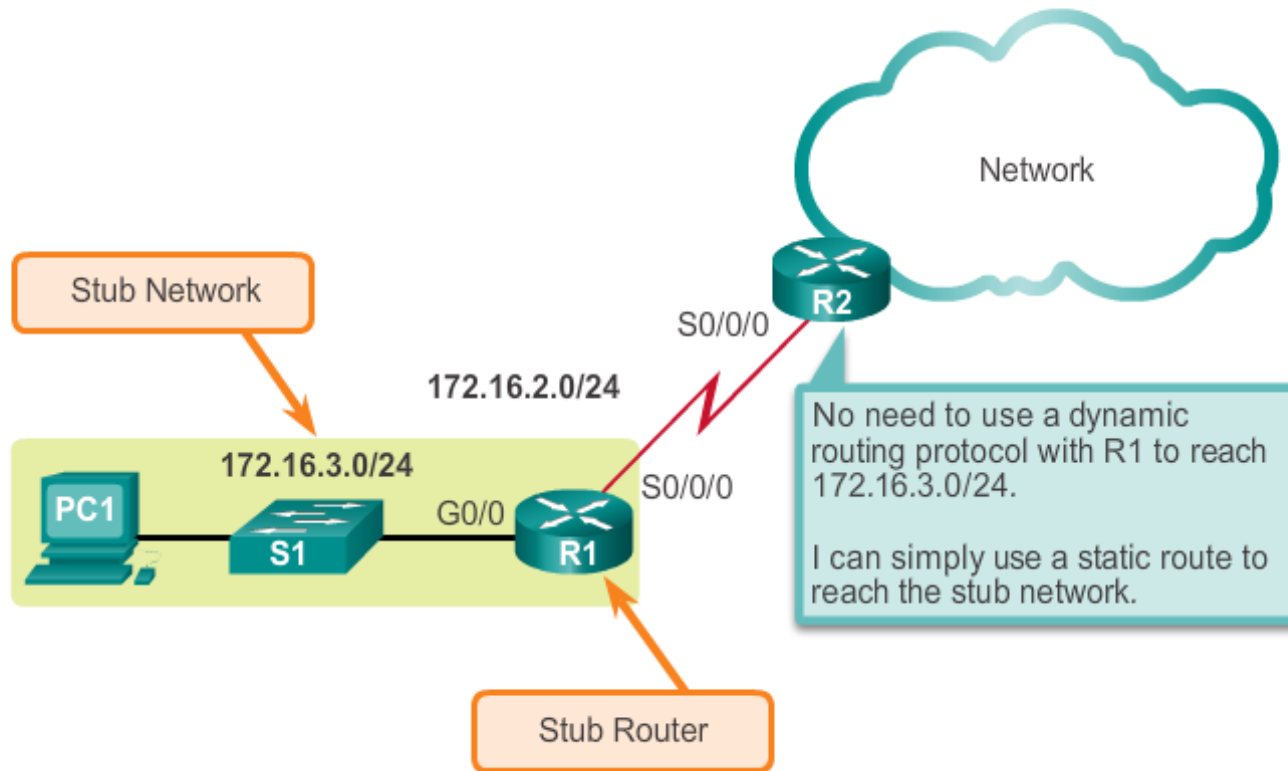 Network
Stub Network
R2
S0/0/0
172.16.2.0/24
No need to use a dynamic
routing protocol with R1 to reach
172.16.3.0/24.
I can simply use a static route to
reach the stub network.
172.16.3.0/24
S0/0/0
PC1
G0/0
S1
R1
Stub Router